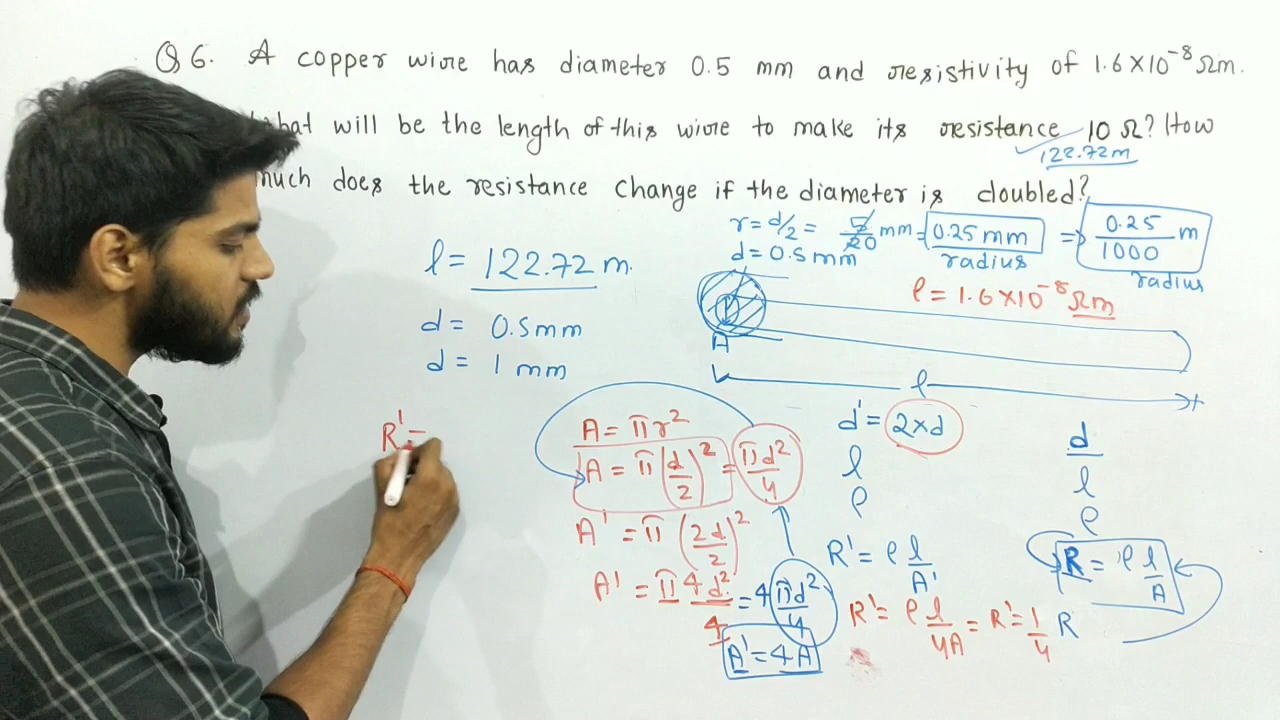 Q 6. A copper wire has diameter 0.5 mm and resistivity of 1.6×10⁻⁸ Ωm.
hat will be the length of this wire to make its resistance 10 Ω? How
122.72m
much does the resistance change if the diameter is doubled?
r = d/2 = 5/20 mm = 0.25 mm => 0.25/1000 m
radius
radius
d = 0.5 mm
l = 122.72 m.
ρ = 1.6×10⁻⁸ Ωm
d = 0.5mm
A
d = 1 mm
l
R' =
A = πr²
d' = 2×d
d
A = π(d/2)² = πd²/4
l
l
ρ
ρ
A' = π(2d/2)²
R' = ρ l/A'
R = ρ l/A
A' = π4d²/4 = 4πd²/4
R' = ρ l/4A = R' = 1/4 R
A' = 4A